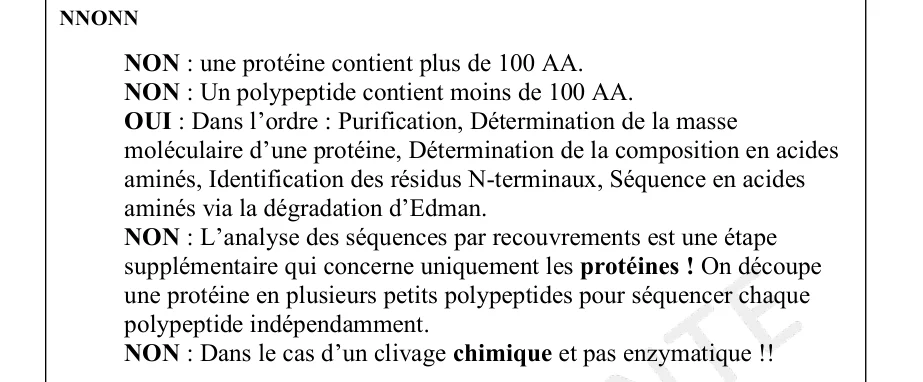 NNONN
NON : une protéine contient plus de 100 AA.
NON : Un polypeptide contient moins de 100 AA.
OUI : Dans l’ordre : Purification, Détermination de la masse
moléculaire d’une protéine, Détermination de la composition en acides
aminés, Identification des résidus N-terminaux, Séquence en acides
aminés via la dégradation d’Edman.
NON : L’analyse des séquences par recouvrements est une étape
supplémentaire qui concerne uniquement les protéines ! On découpe
une protéine en plusieurs petits polypeptides pour séquencer chaque
polypeptide indépendamment.
NON : Dans le cas d’un clivage chimique et pas enzymatique !!